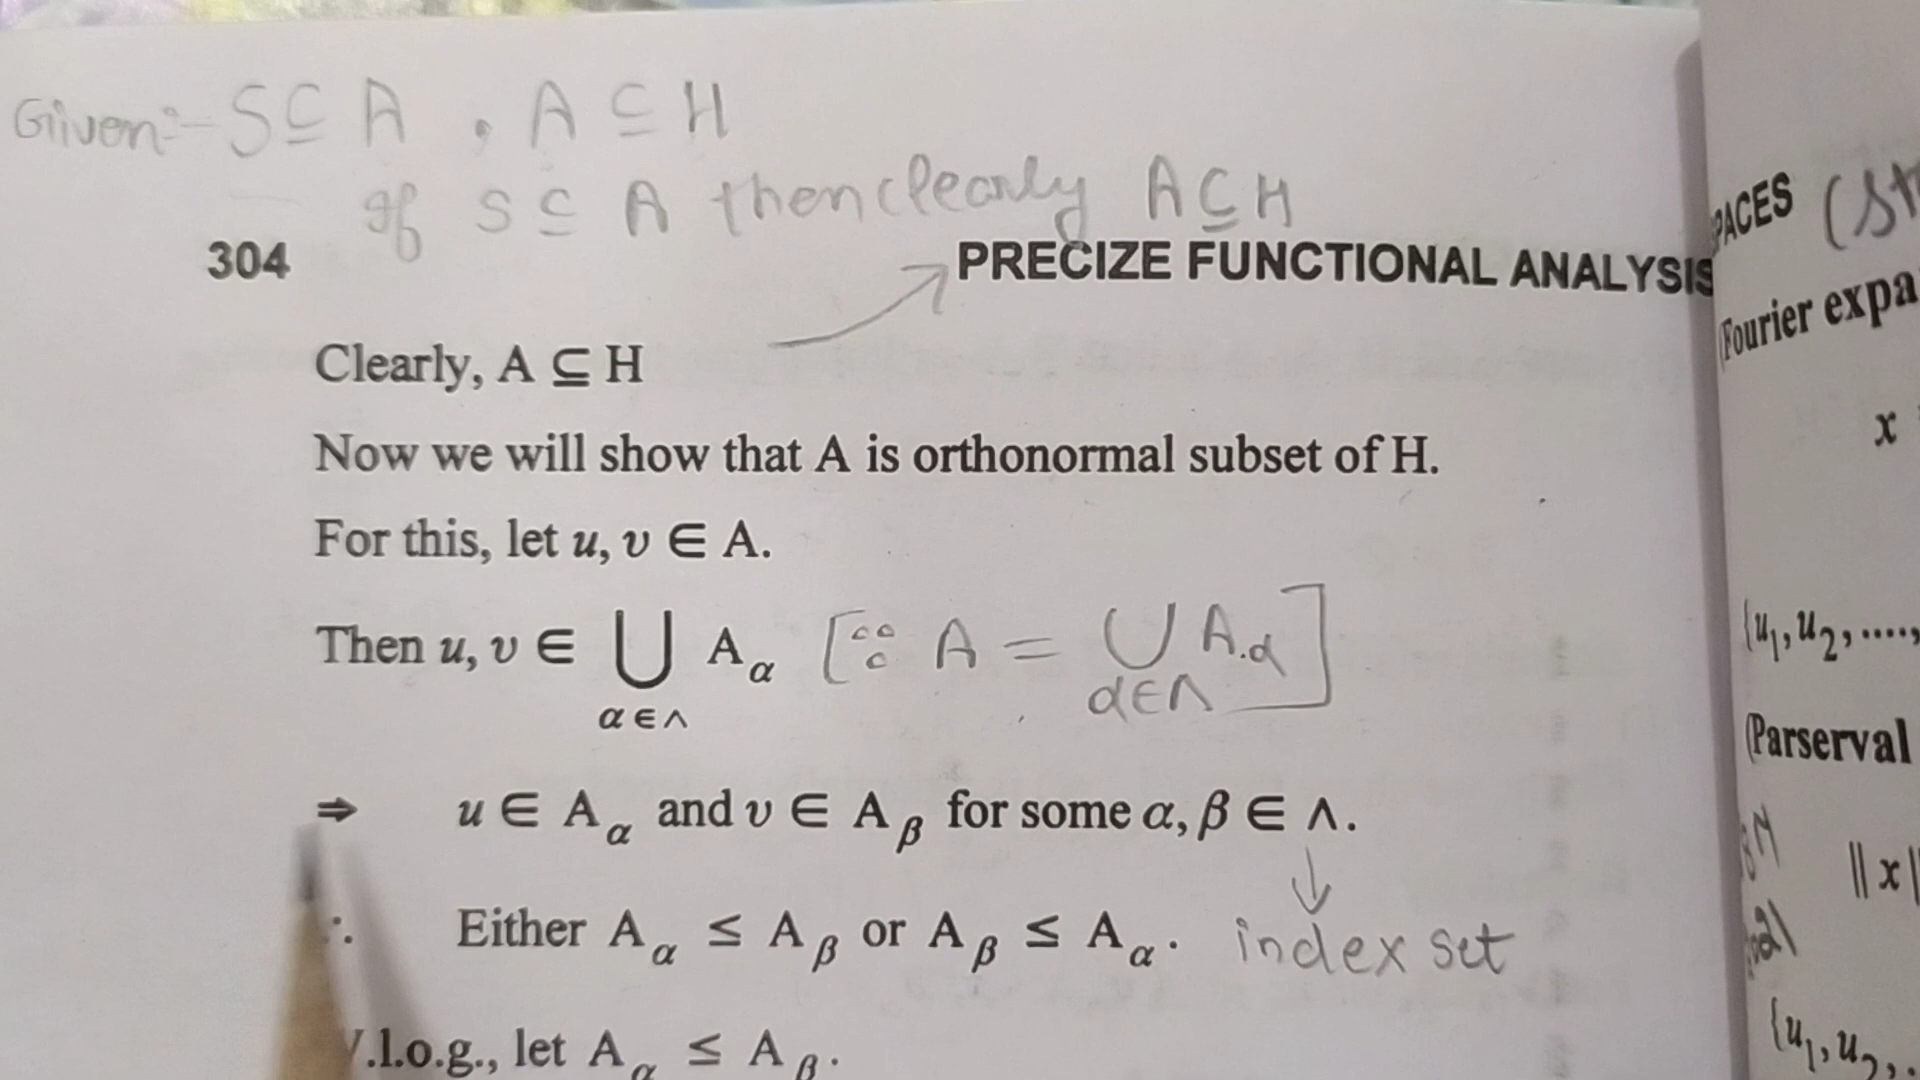 Given:- S ⊆ A , A ⊆ H
If S ⊆ A then clearly A ⊆ H
304
PRECIZE FUNCTIONAL ANALYSIS
Clearly, A ⊆ H
Now we will show that A is orthonormal subset of H.
For this, let u, v ∈ A.
Then u, v ∈ ⋃ A_α [∵ A = ⋃ A_α]
α ∈ ∧ α∈∧
⇒ u ∈ A_α and v ∈ A_β for some α, β ∈ ∧.
∴ Either A_α ≤ A_β or A_β ≤ A_α. index set
.l.o.g., let A_α ≤ A_β.
PACES
(Fourier expa
x
{u₁, u₂, ....,
(Parserval
|| x |
{u₁, u₂, .